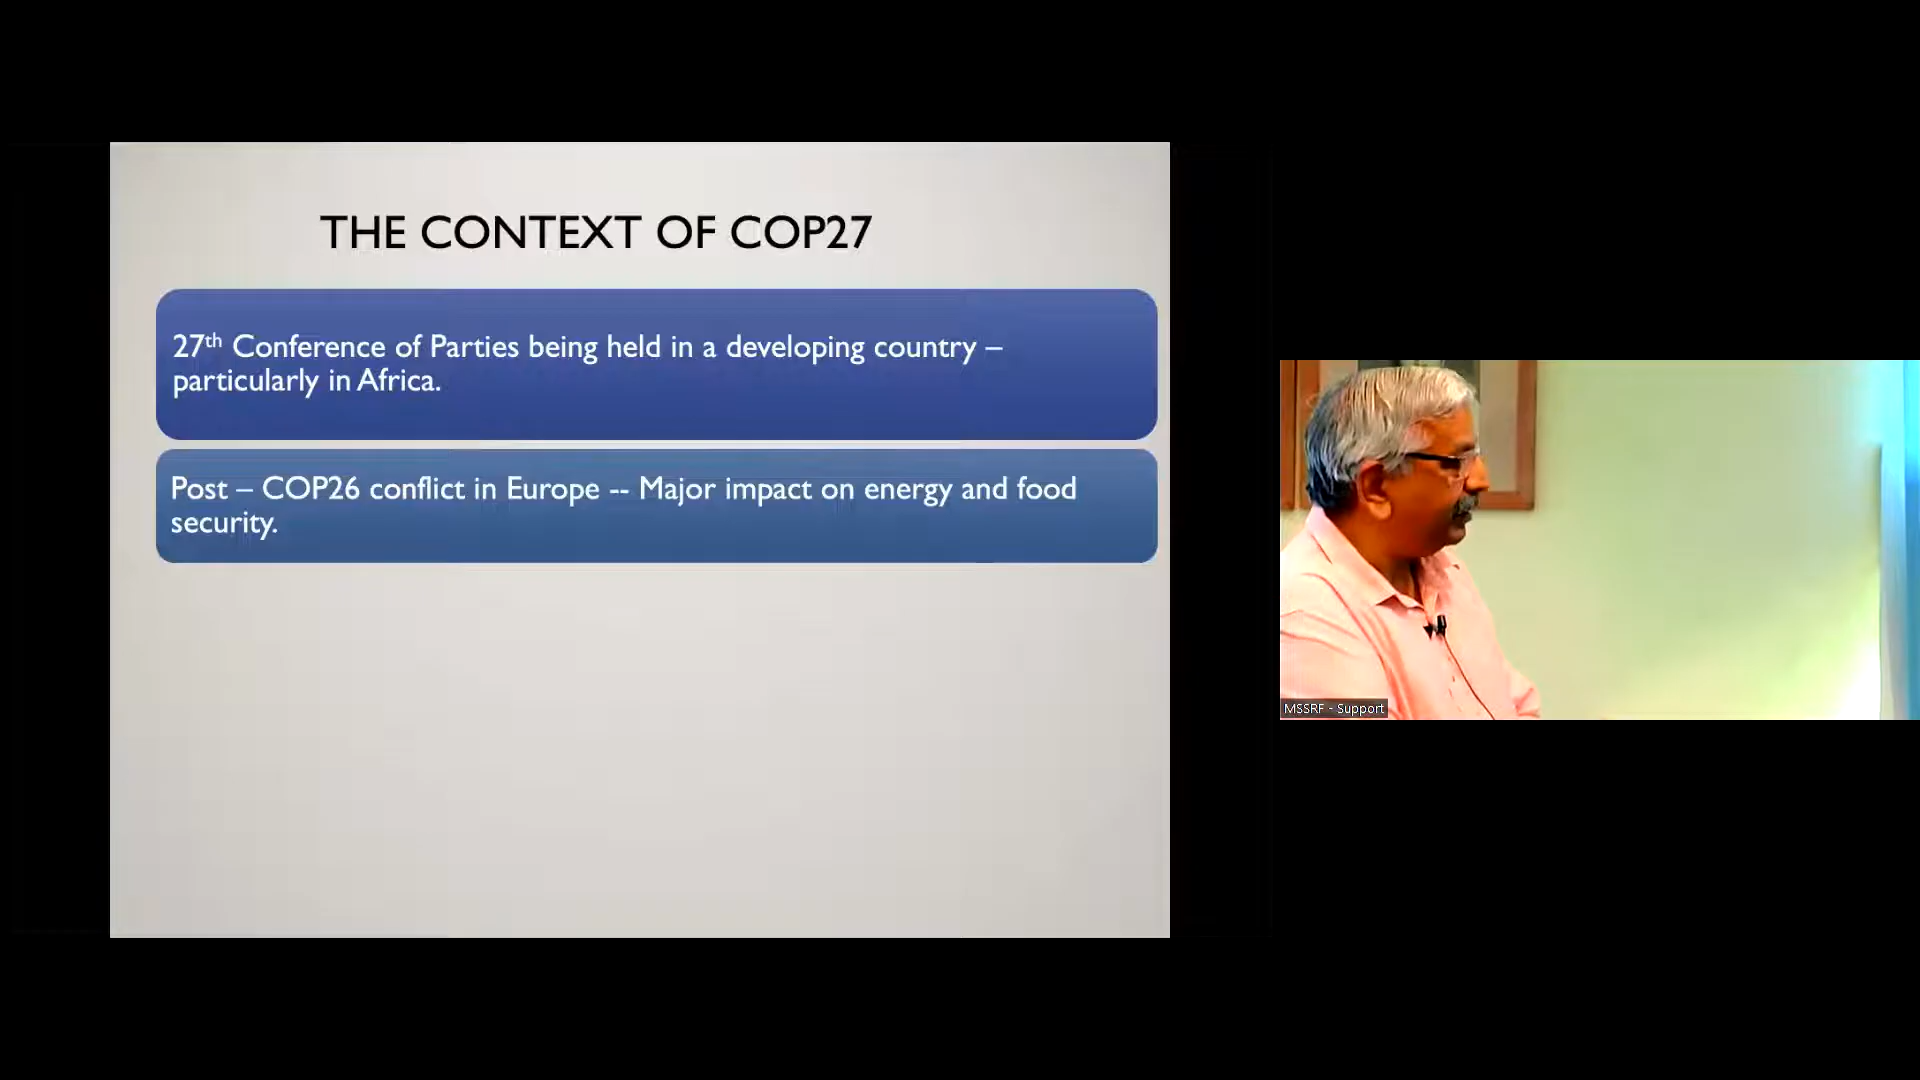 THE CONTEXT OF COP27
27th Conference of Parties being held in a developing country –
particularly in Africa.
Post – COP26 conflict in Europe -- Major impact on energy and food
security.
MSSRF - Support